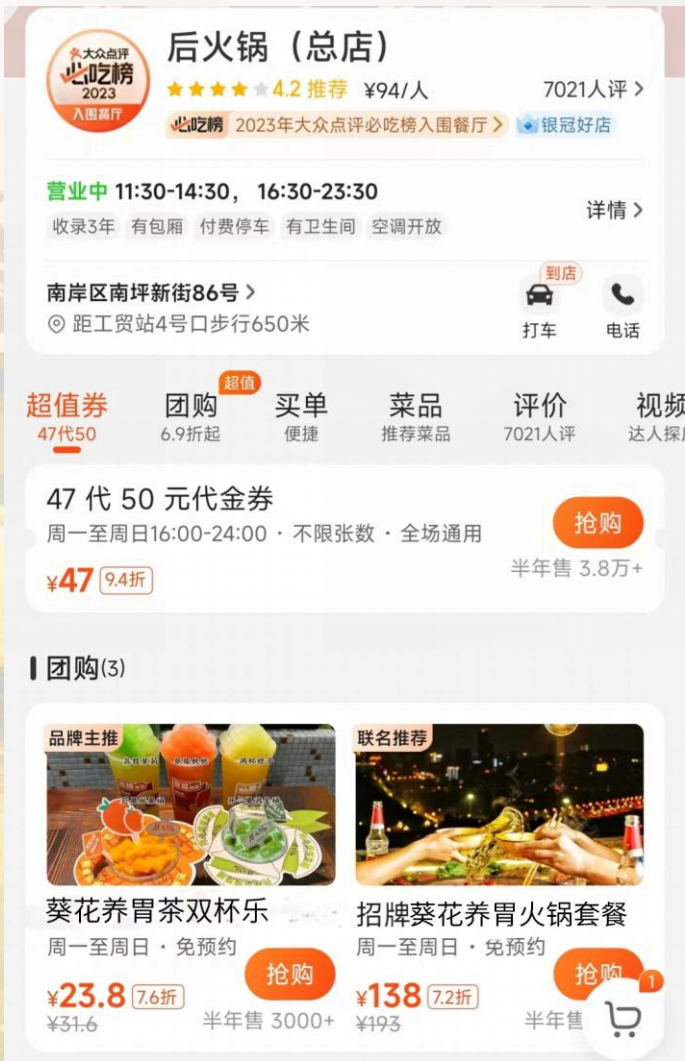 后火锅（总店）
大众点评
必吃榜
2023
入围餐厅
4.2 推荐 ¥94/人 7021人评
必吃榜 2023年大众点评必吃榜入围餐厅 银冠好店
营业中 11:30-14:30， 16:30-23:30
详情
收录3年 有包厢 付费停车 有卫生间 空调开放
南岸区南坪新街86号
距工贸站4号口步行650米
到店
打车 电话
超值券 团购 超值 买单 菜品 评价 视频
47代50 6.9折起 便捷 推荐菜品 7021人评 达人探
47 代 50 元代金券
周一至周日16:00-24:00 · 不限张数 · 全场通用
抢购
¥47 9.4折
半年售 3.8万+
团购(3)
品牌主推
联名推荐
葵花养胃茶双杯乐
周一至周日 · 免预约
¥23.8 7.6折
¥31.6
抢购
半年售 3000+
招牌葵花养胃火锅套餐
周一至周日 · 免预约
¥138 7.2折
¥193
抢购
半年售
1